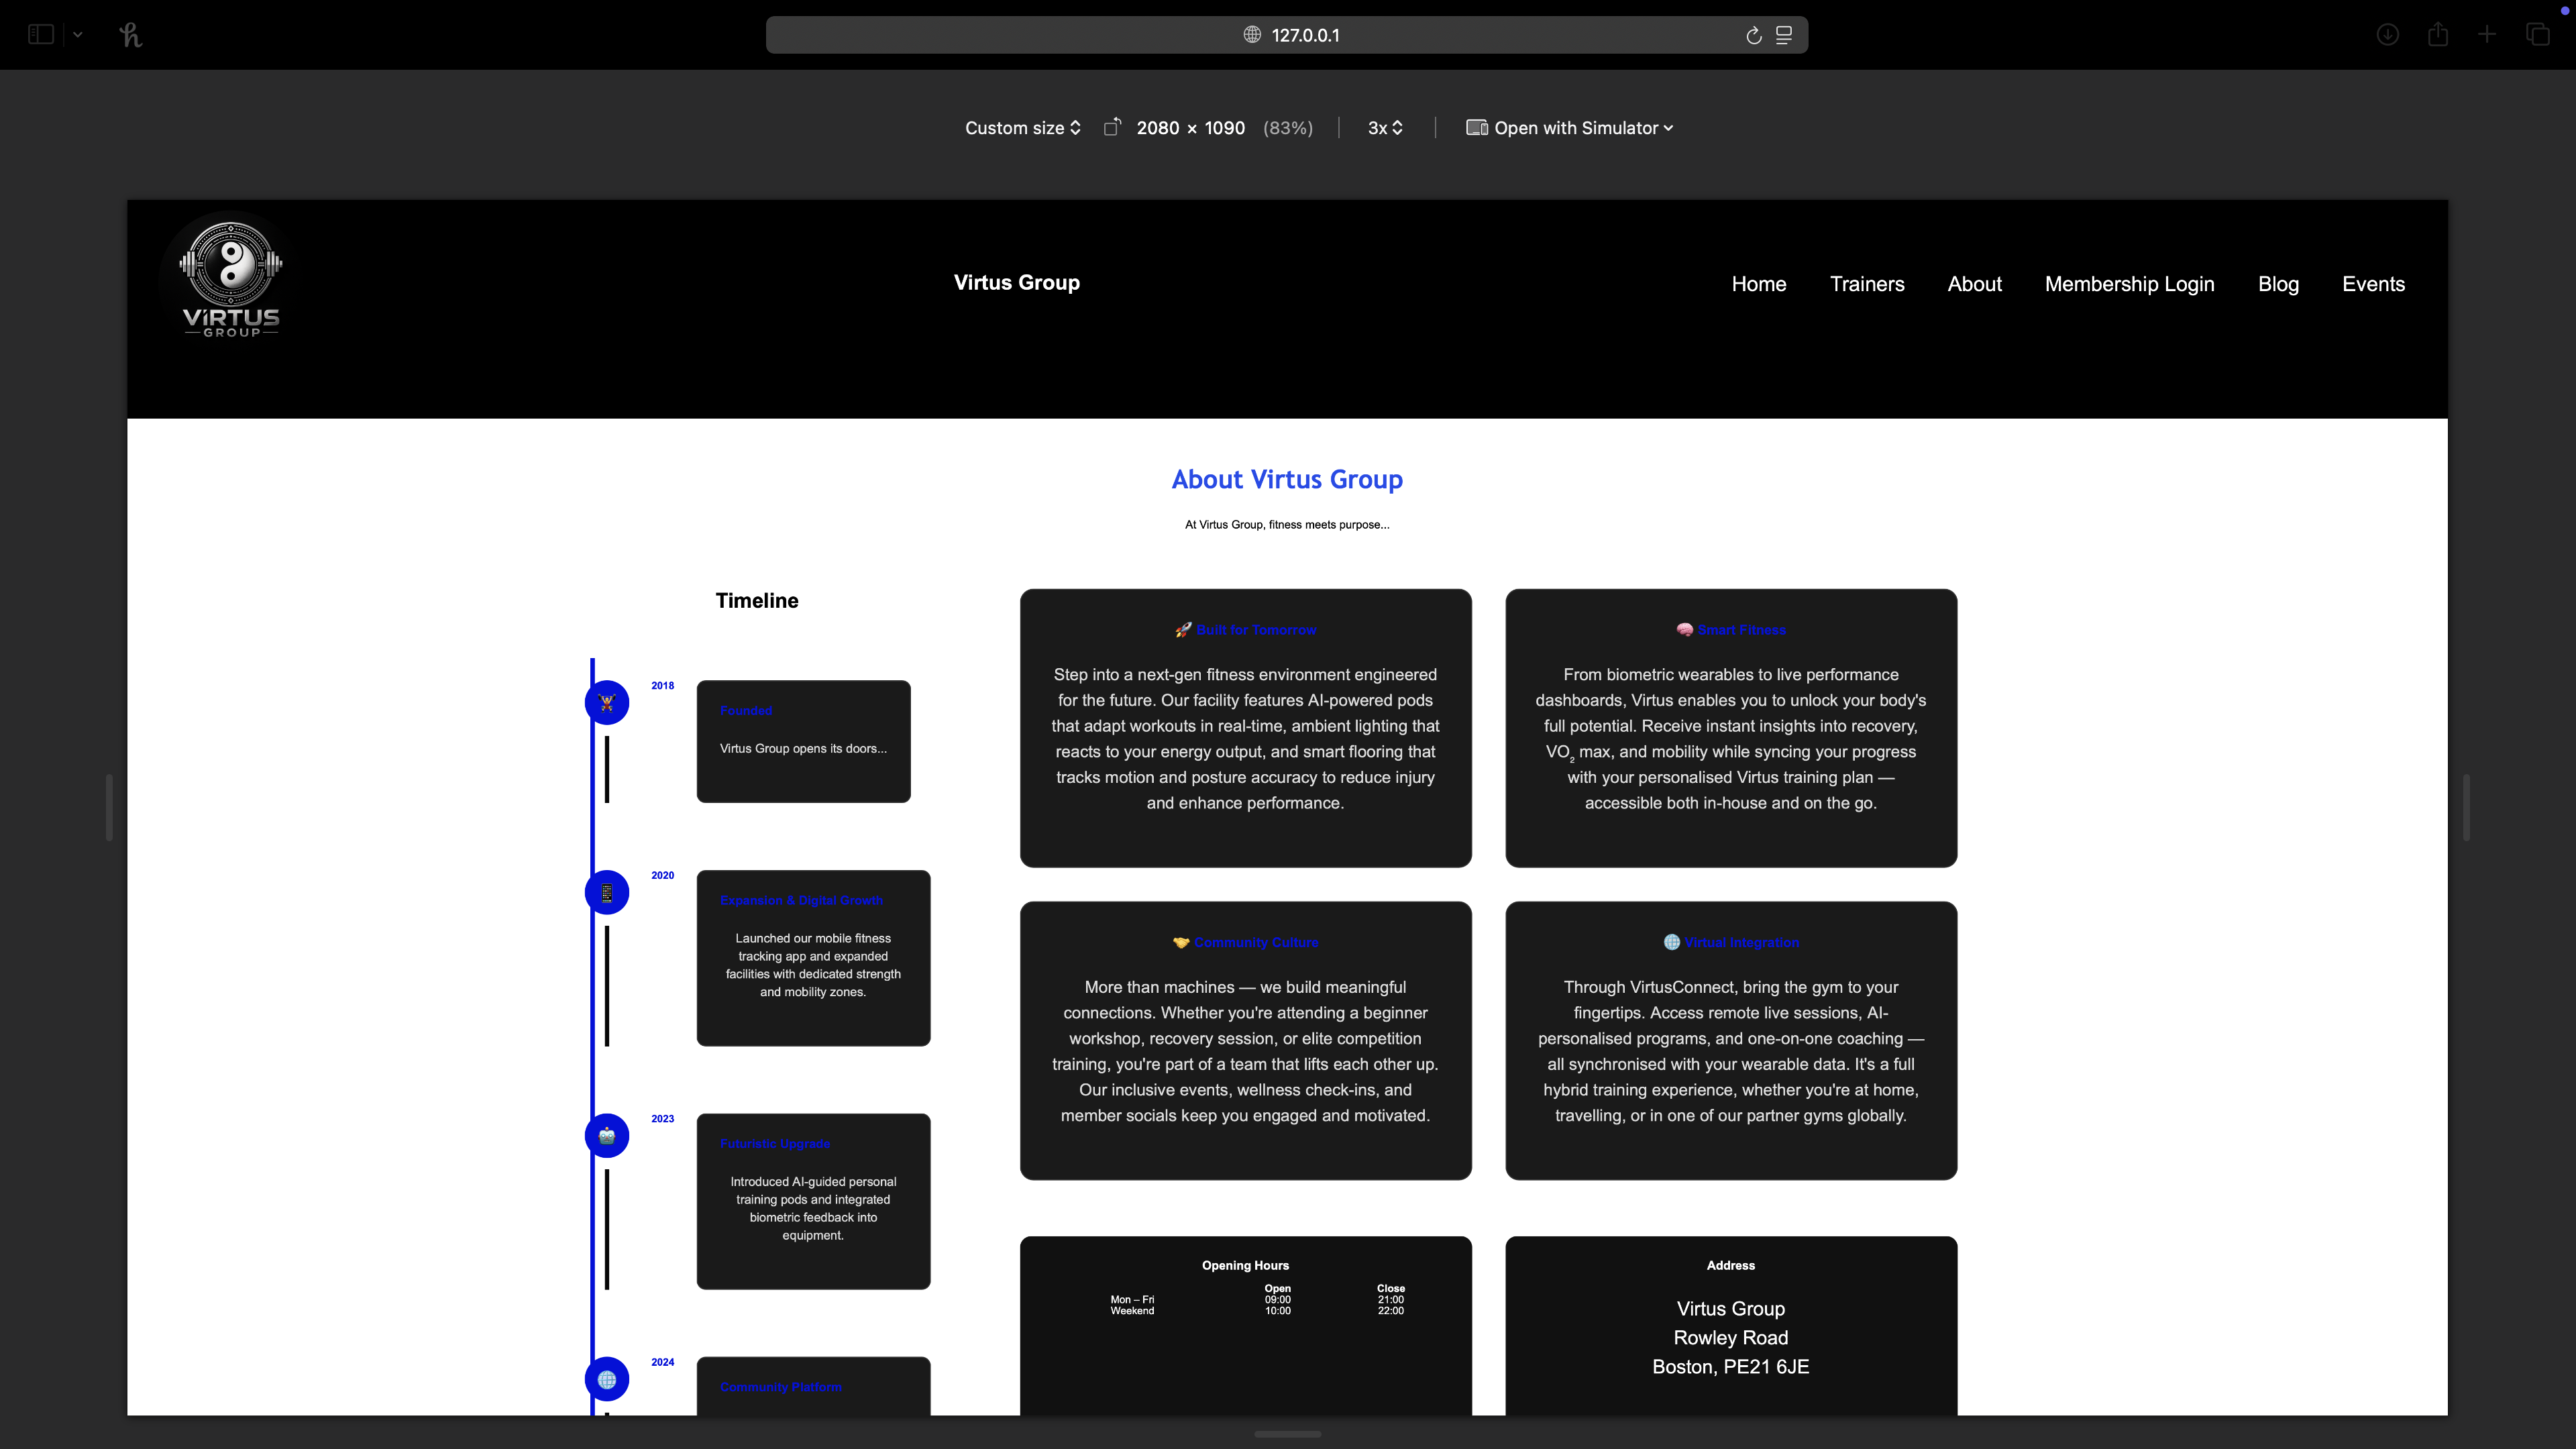 127.0.0.1
Custom size 2080 × 1090 (83%) 3x Open with Simulator
VIRTUS
GROUP
Virtus Group
Home Trainers About Membership Login Blog Events
About Virtus Group
At Virtus Group, fitness meets purpose...
Timeline
2018
Founded
Virtus Group opens its doors...
2020
Expansion & Digital Growth
Launched our mobile fitness
tracking app and expanded
facilities with dedicated strength
and mobility zones.
2023
Futuristic Upgrade
Introduced AI-guided personal
training pods and integrated
biometric feedback into
equipment.
2024
Community Platform
🚀 Built for Tomorrow
Step into a next-gen fitness environment engineered
for the future. Our facility features AI-powered pods
that adapt workouts in real-time, ambient lighting that
reacts to your energy output, and smart flooring that
tracks motion and posture accuracy to reduce injury
and enhance performance.
🧠 Smart Fitness
From biometric wearables to live performance
dashboards, Virtus enables you to unlock your body's
full potential. Receive instant insights into recovery,
VO₂ max, and mobility while syncing your progress
with your personalised Virtus training plan —
accessible both in-house and on the go.
🤝 Community Culture
More than machines — we build meaningful
connections. Whether you're attending a beginner
workshop, recovery session, or elite competition
training, you're part of a team that lifts each other up.
Our inclusive events, wellness check-ins, and
member socials keep you engaged and motivated.
🌐 Virtual Integration
Through VirtusConnect, bring the gym to your
fingertips. Access remote live sessions, AI-
personalised programs, and one-on-one coaching —
all synchronised with your wearable data. It's a full
hybrid training experience, whether you're at home,
travelling, or in one of our partner gyms globally.
Opening Hours
Open Close
Mon – Fri 09:00 21:00
Weekend 10:00 22:00
Address
Virtus Group
Rowley Road
Boston, PE21 6JE